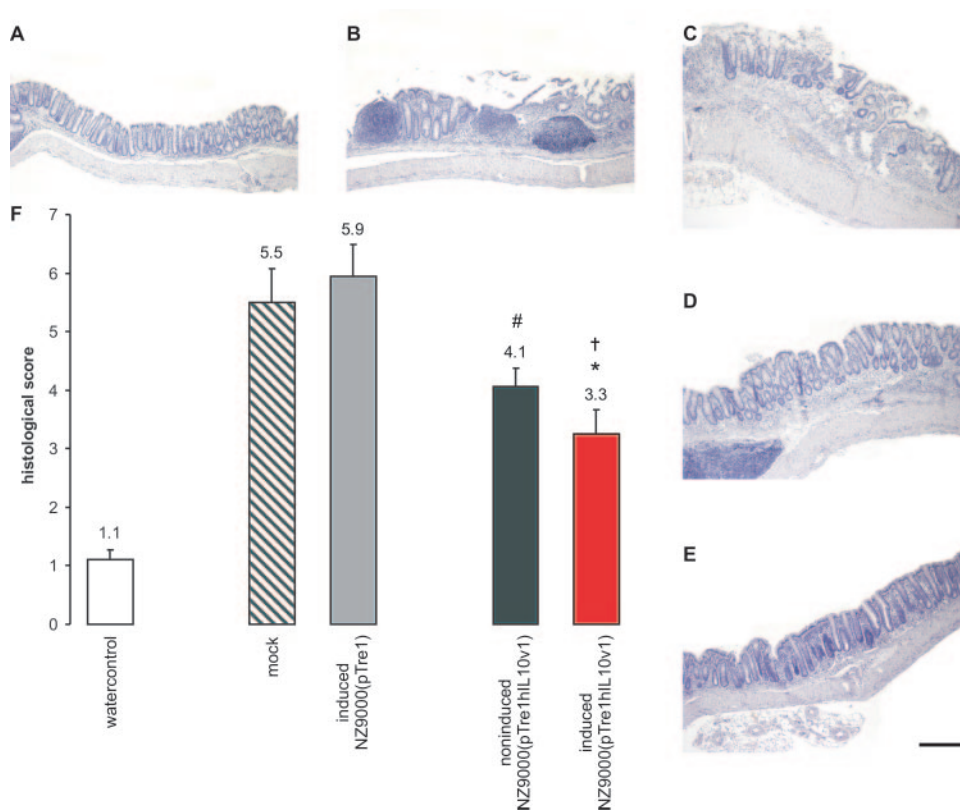 A
B
C
F
7
6
5
4
3
2
1
0
histological score
1.1
5.5
5.9
#
4.1
†
*
3.3
watercontrol
mock
induced
NZ9000(pTre1)
noninduced
NZ9000(pTre1hIL10v1)
induced
NZ9000(pTre1hIL10v1)
D
E